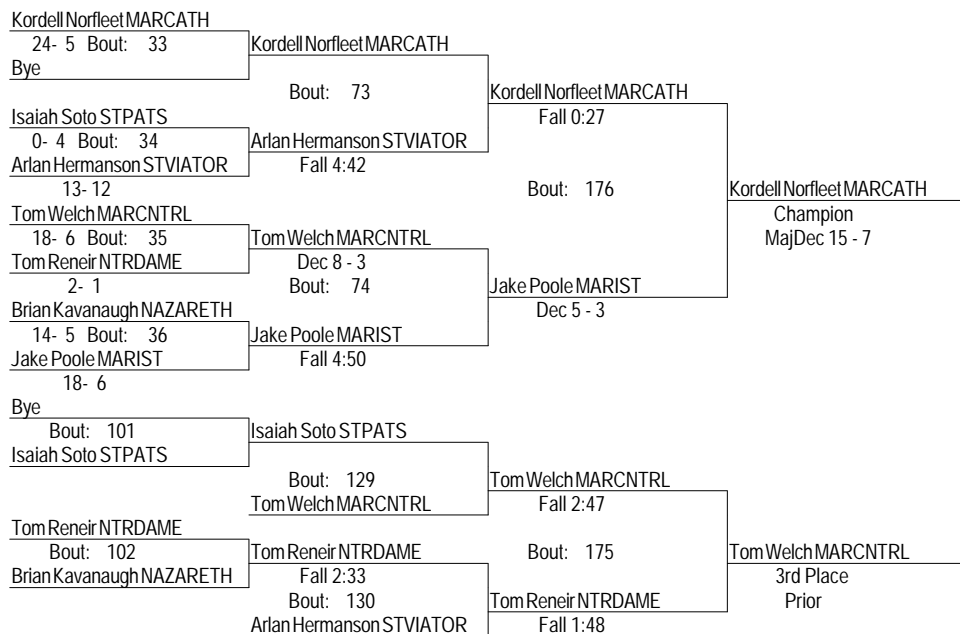 Kordell Norfleet MARCATH
24- 5 Bout: 33
Kordell Norfleet MARCATH
Bye
Bout: 73
Kordell Norfleet MARCATH
Isaiah Soto STPATS
Fall 0:27
0- 4 Bout: 34
Arlan Hermanson STVIATOR
Arlan Hermanson STVIATOR
Fall 4:42
13- 12
Bout: 176
Kordell Norfleet MARCATH
Tom Welch MARCNTRL
Champion
18- 6 Bout: 35
Tom Welch MARCNTRL
MajDec 15 - 7
Tom Reneir NTRDAME
Dec 8 - 3
2- 1
Bout: 74
Jake Poole MARIST
Brian Kavanaugh NAZARETH
Dec 5 - 3
14- 5 Bout: 36
Jake Poole MARIST
Jake Poole MARIST
Fall 4:50
18- 6
Bye
Bout: 101
Isaiah Soto STPATS
Isaiah Soto STPATS
Bout: 129
Tom Welch MARCNTRL
Tom Welch MARCNTRL
Fall 2:47
Tom Reneir NTRDAME
Bout: 102
Tom Reneir NTRDAME
Bout: 175
Tom Welch MARCNTRL
Brian Kavanaugh NAZARETH
Fall 2:33
3rd Place
Bout: 130
Tom Reneir NTRDAME
Prior
Arlan Hermanson STVIATOR
Fall 1:48